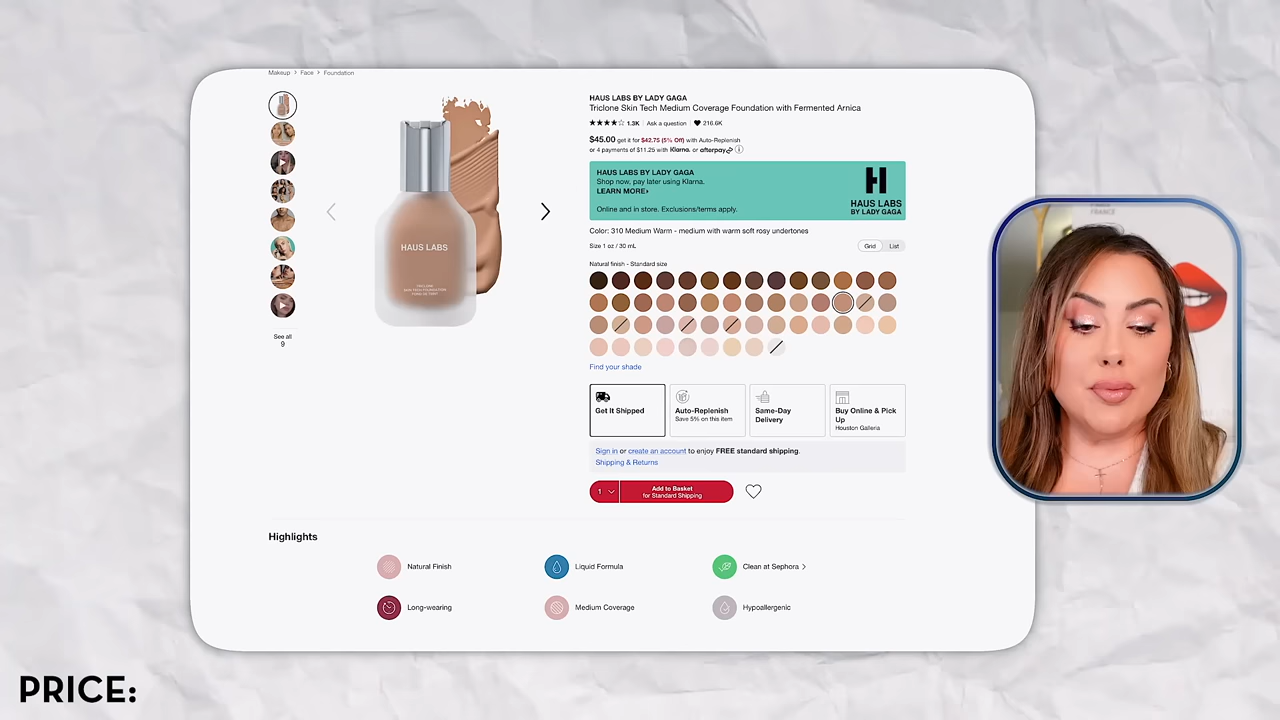 Makeup > Face > Foundation
HAUS LABS BY LADY GAGA
Triclone Skin Tech Medium Coverage Foundation with Fermented Arnica
1.3K | Ask a question | 216.6K
$45.00 get it for $42.75 (5% Off) with Auto-Replenish
or 4 payments of $11.25 with Klarna. or afterpay
HAUS LABS BY LADY GAGA
Shop now, pay later using Klarna.
LEARN MORE>
Online and in store. Exclusions/terms apply.
H
HAUS LABS
BY LADY GAGA
Color: 310 Medium Warm - medium with warm soft rosy undertones
Size 1 oz / 30 mL
Grid
List
Natural finish - Standard size
Find your shade
See all
9
HAUS LABS
TRICLONE
SKIN TECH FOUNDATION
FOND DE TEINT
Get It Shipped
Auto-Replenish
Save 5% on this item
Same-Day
Delivery
Buy Online & Pick
Up
Houston Galleria
Sign in or create an account to enjoy FREE standard shipping.
Shipping & Returns
1
Add to Basket
for Standard Shipping
Highlights
Natural Finish
Liquid Formula
Clean at Sephora >
Long-wearing
Medium Coverage
Hypoallergenic
FRANCE
PRICE: